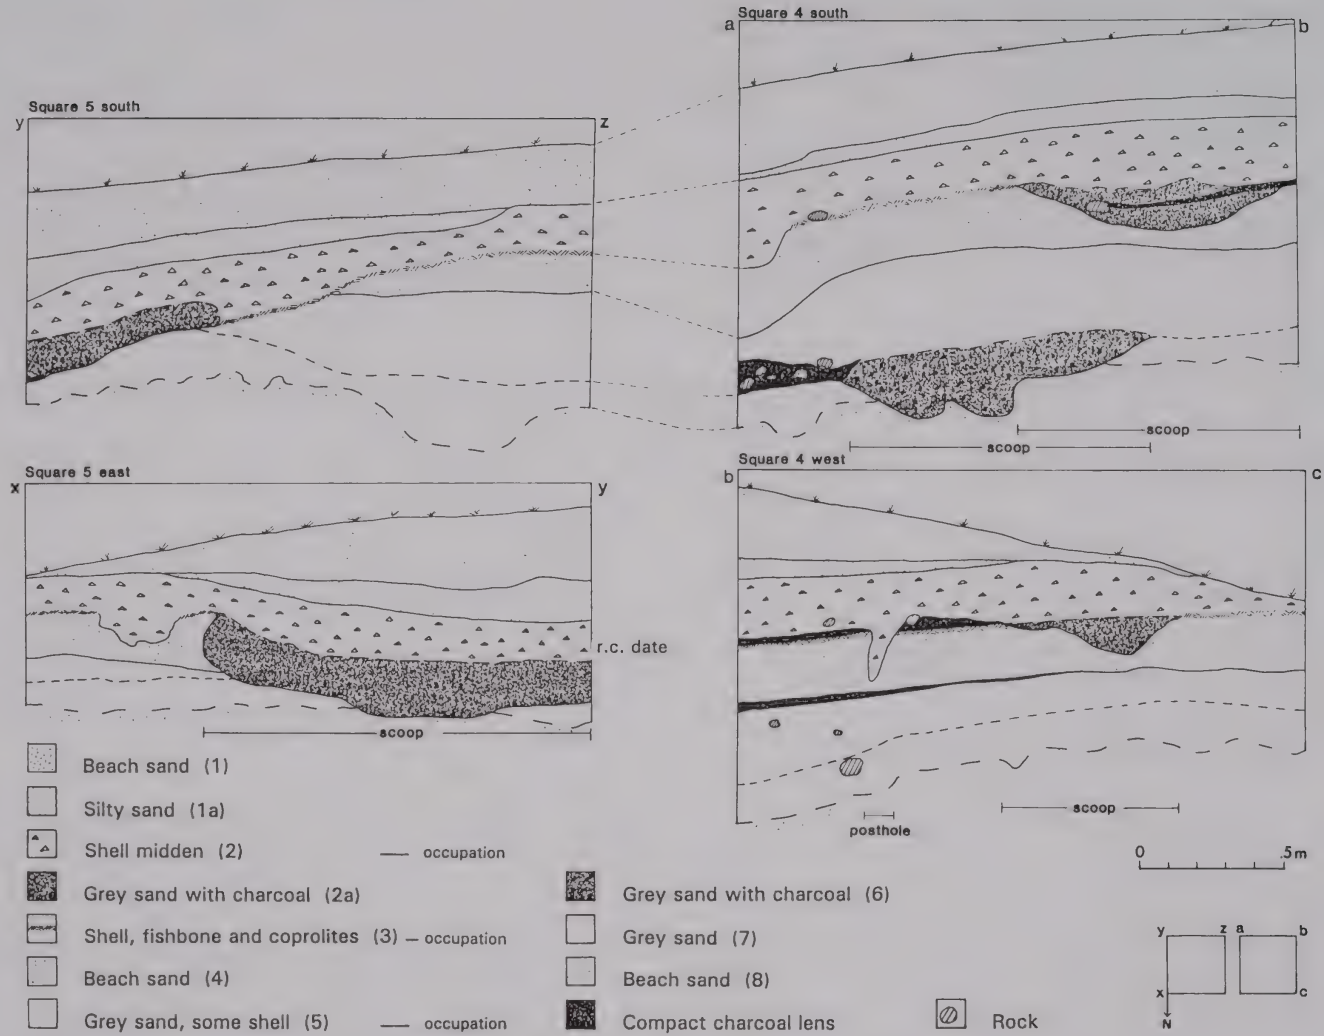 Square 4 south
a b
Square 5 south
y z
scoop
scoop
Square 5 east
x y
r.c. date
scoop
Square 4 west
b c
scoop
posthole
0 .5m
Beach sand (1)
Silty sand (1a)
Shell midden (2) — occupation
Grey sand with charcoal (2a)
Shell, fishbone and coprolites (3) – occupation
Beach sand (4)
Grey sand, some shell (5) — occupation
Grey sand with charcoal (6)
Grey sand (7)
Beach sand (8)
Compact charcoal lens
Rock
y z a b
x c
N